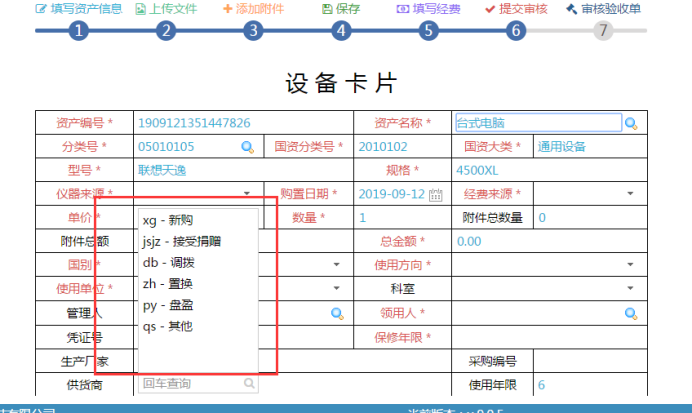 填写资产信息 上传文件 添加附件 保存 填写经费 提交审核 审核验收单
1 2 3 4 5 6 7
设备卡片
资产编号 * 1909121351447826 资产名称 * 台式电脑
分类号 * 05010105 国资分类号 * 2010102 国资大类 * 通用设备
型号 * 联想天逸 规格 * 4500XL
仪器来源 * 购置日期 * 2019-09-12 经费来源 *
单价 * 数量 * 1 附件总数量 0
附件总额 总金额 * 0.00
国别 * 使用方向 *
使用单位 * 科室
管理人 领用人 *
凭证号 保修年限 *
生产厂家 采购编号
供货商 使用年限 6
xg - 新购
jsjz - 接受捐赠
db - 调拨
zh - 置换
py - 盘盈
qs - 其他
回车查询